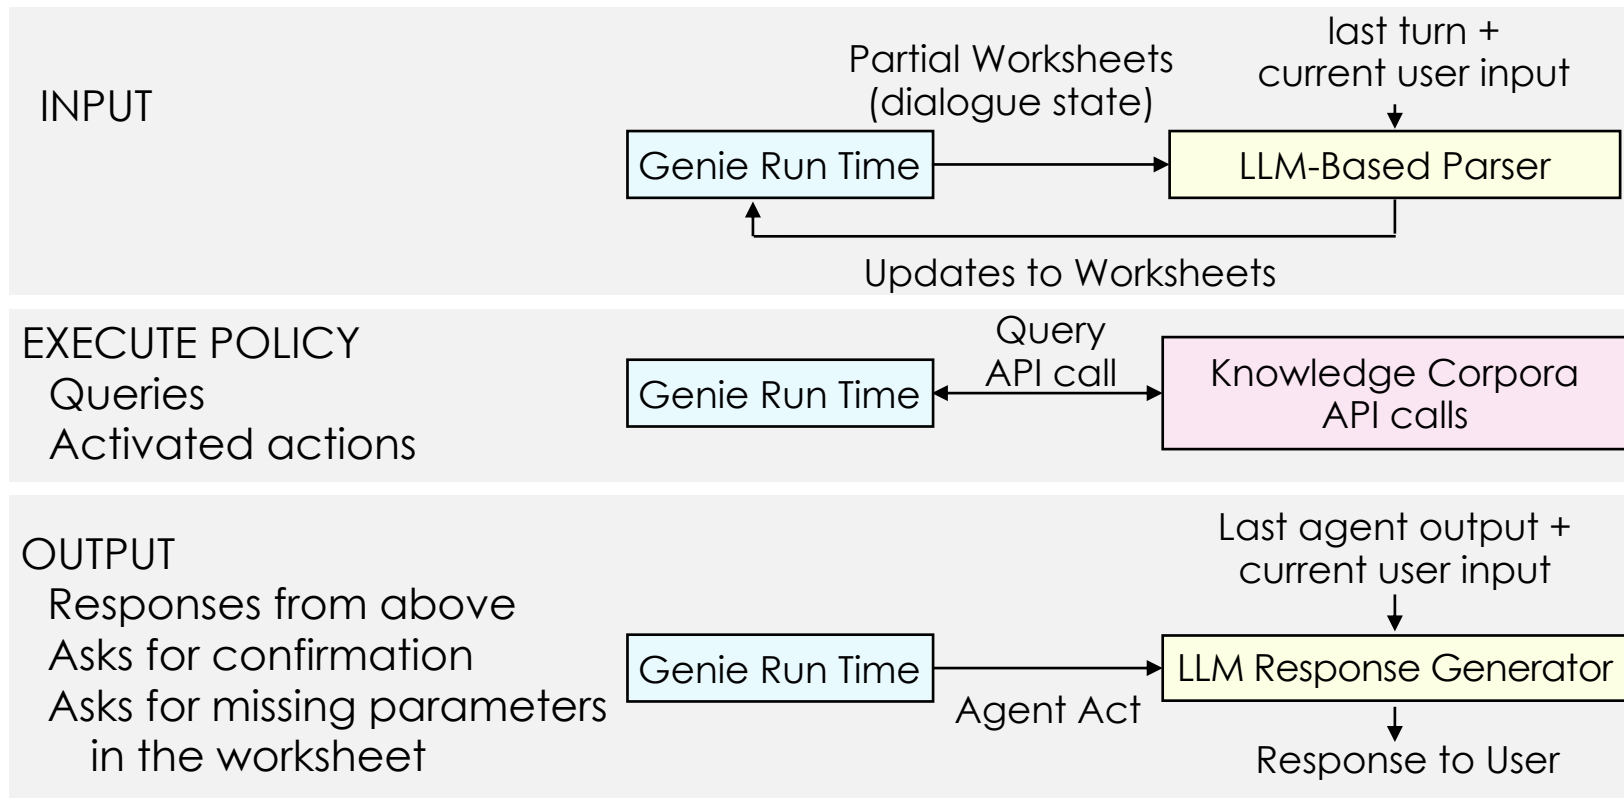 INPUT
Partial Worksheets
(dialogue state)
last turn +
current user input
Genie Run Time
LLM-Based Parser
Updates to Worksheets
EXECUTE POLICY
Queries
Activated actions
Genie Run Time
Query
API call
Knowledge Corpora
API calls
OUTPUT
Responses from above
Asks for confirmation
Asks for missing parameters
in the worksheet
Genie Run Time
Agent Act
Last agent output +
current user input
LLM Response Generator
Response to User